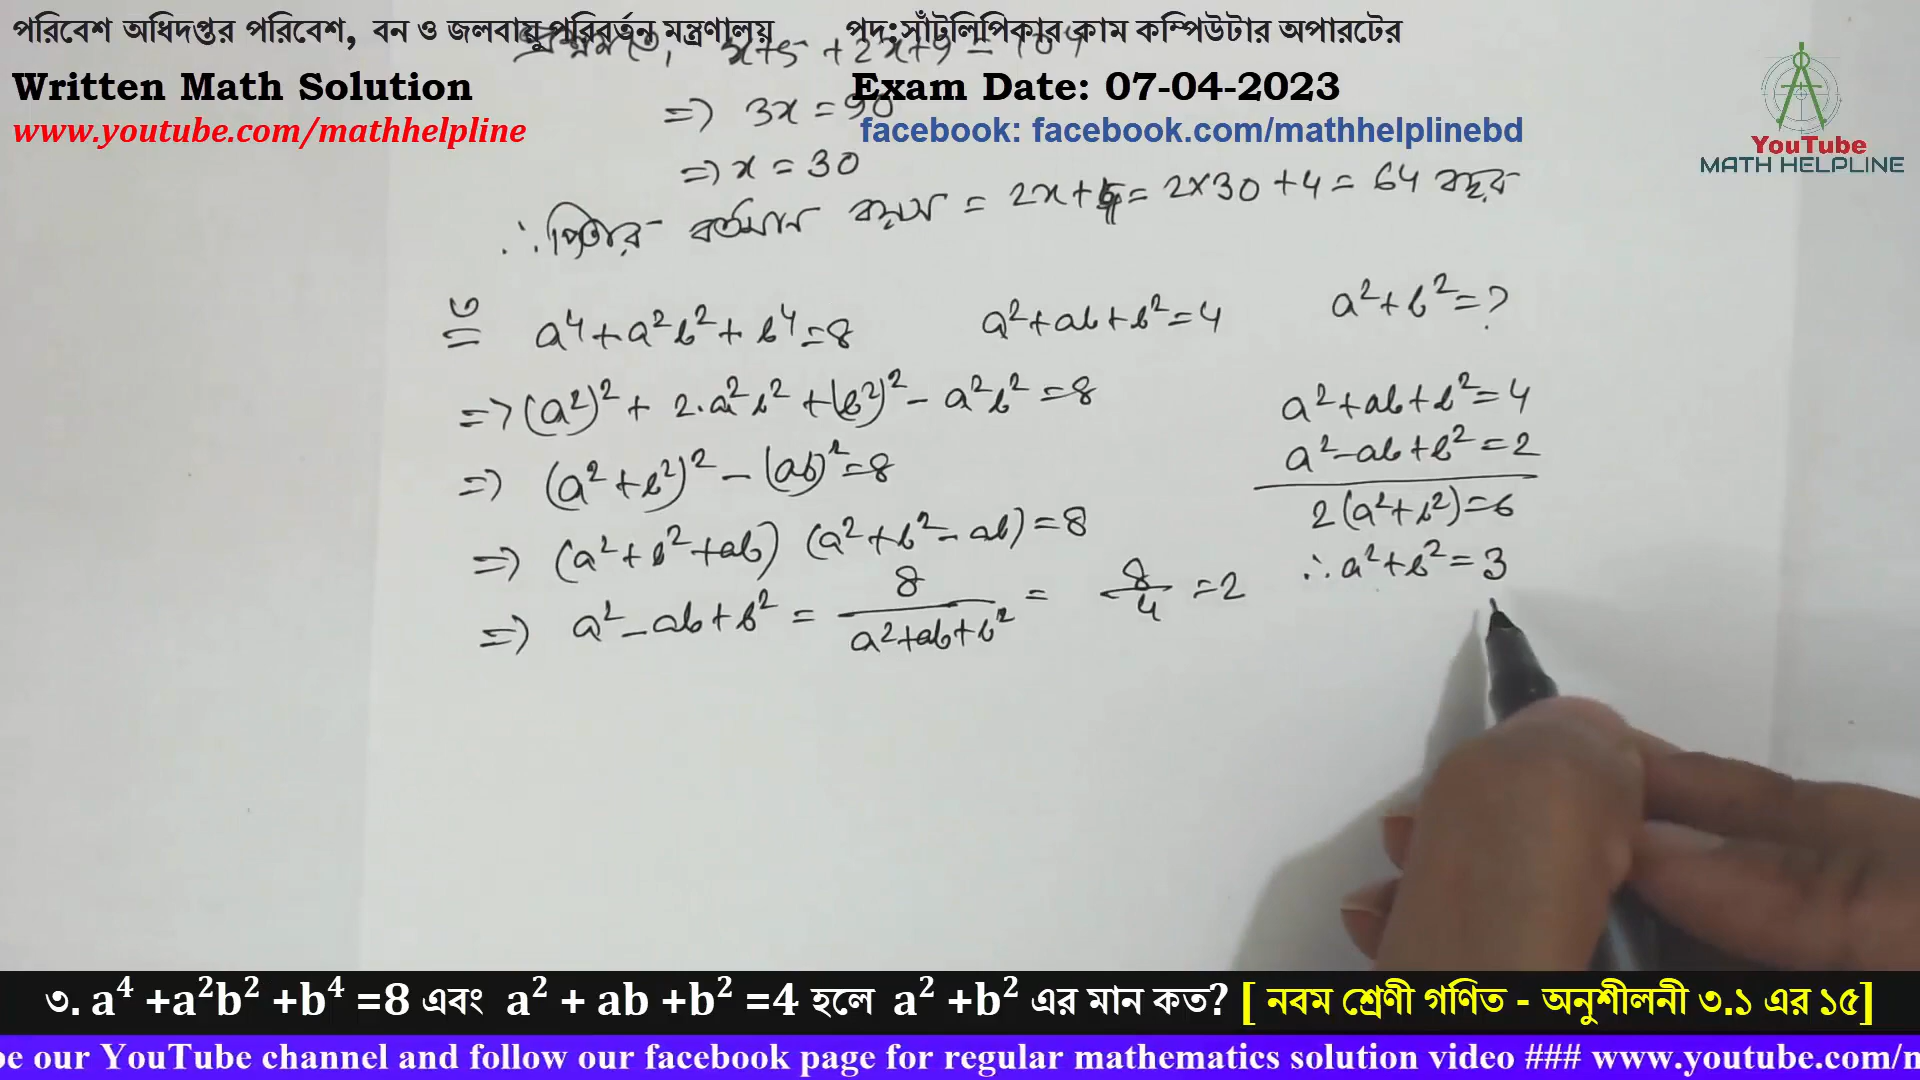 পরিবেশ অধিদপ্তর পরিবেশ, বন ও জলবায়ু পরিবর্তন মন্ত্রণালয় পদ:সাঁটলিপিকার কাম কম্পিউটার অপারটের
x+5 + 2x+9 = 104
Written Math Solution Exam Date: 07-04-2023
=> 3x = 90
www.youtube.com/mathhelpline facebook: facebook.com/mathhelplinebd
YouTube
MATH HELPLINE
=> x = 30
∴ পিতার বর্তমান বয়স = 2x+4 = 2×30+4 = 64 বছর
৩ a⁴+a²b²+b⁴=8 a²+ab+b²=4 a²+b²=?
=> (a²)²+ 2.a²b² +(b²)² - a²b² =8
=> (a²+b²)² - (ab)²=8
=> (a²+b²+ab) (a²+b²-ab)=8
=> a²-ab+b² = 8/(a²+ab+b²) = 8/4 =2
a²+ab+b²=4
a²-ab+b²=2
2(a²+b²)=6
∴ a²+b²=3
৩. a⁴ +a²b² +b⁴ =8 এবং a² + ab +b² =4 হলে a² +b² এর মান কত? [ নবম শ্রেণী গণিত - অনুশীলনী ৩.১ এর ১৫]
be our YouTube channel and follow our facebook page for regular mathematics solution video ### www.youtube.com/m